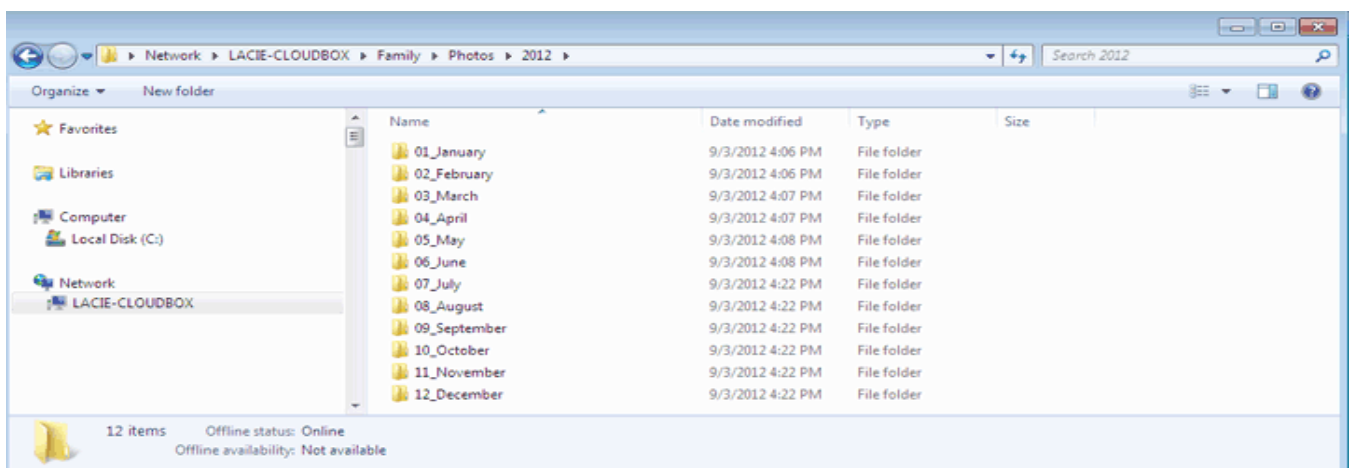 Network LACIE-CLOUDBOX Family Photos 2012 Search 2012
Organize New folder
Favorites
Libraries
Computer
Local Disk (C:)
Network
LACIE-CLOUDBOX
Name Date modified Type Size
01_January 9/3/2012 4:06 PM File folder
02_February 9/3/2012 4:06 PM File folder
03_March 9/3/2012 4:07 PM File folder
04_April 9/3/2012 4:07 PM File folder
05_May 9/3/2012 4:08 PM File folder
06_June 9/3/2012 4:08 PM File folder
07_July 9/3/2012 4:22 PM File folder
08_August 9/3/2012 4:22 PM File folder
09_September 9/3/2012 4:22 PM File folder
10_October 9/3/2012 4:22 PM File folder
11_November 9/3/2012 4:22 PM File folder
12_December 9/3/2012 4:22 PM File folder
12 items Offline status: Online
Offline availability: Not available